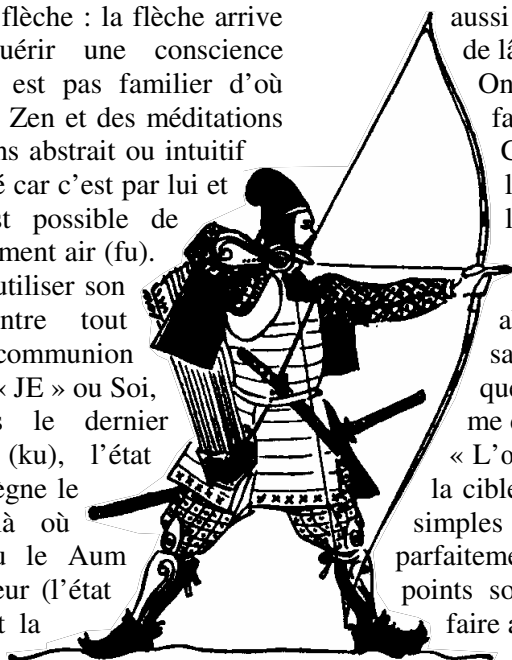 flèche : la flèche arrive
uérir une conscience
est pas familier d’où
Zen et des méditations
ns abstrait ou intuitif
é car c’est par lui et
st possible de
ment air (fu).
utiliser son
ntre tout
communion
« JE » ou Soi,
s le dernier
(ku), l’état
ègne le
là où
u le Aum
eur (l’état
t la
aussi
de lâ
On
fa
sa
que
me
« L’o
la cible
simples
parfaiteme
points so
faire a